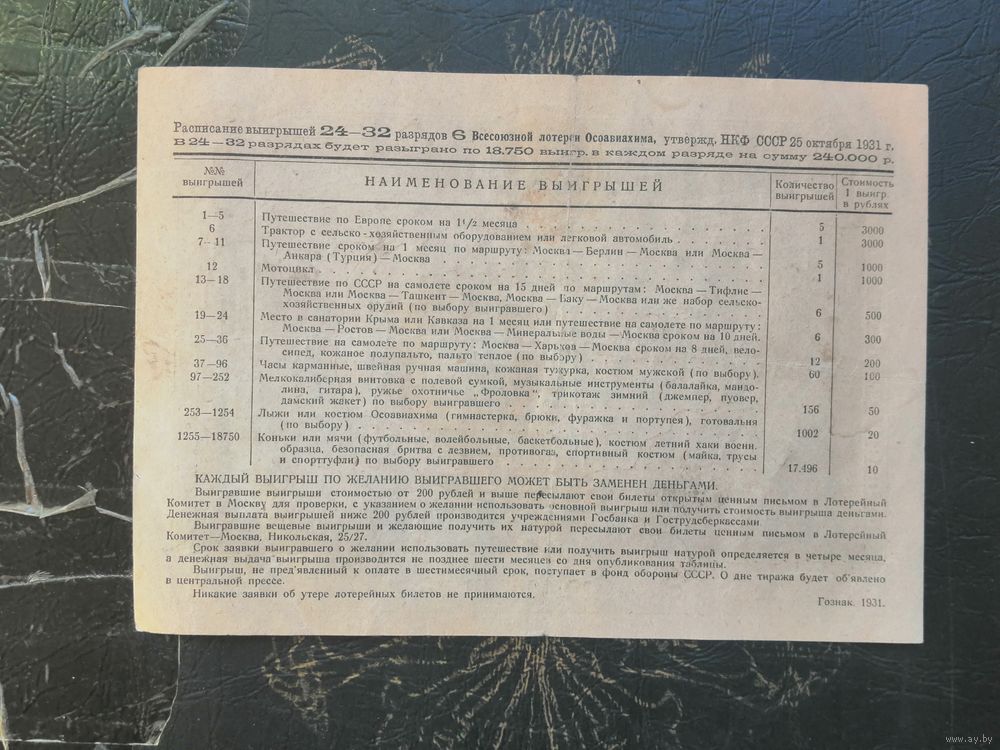 Расписание выигрышей 24—32 разрядов 6 Всесоюзной лотереи Осоавиахима, утвержд. НКФ СССР 25 октября 1931 г.
В 24—32 разрядах будет разыграно по 18.750 выигр. в каждом разряде на сумму 240.000 р.
№№ выигрышей НАИМЕНОВАНИЕ ВЫИГРЫШЕЙ Количество выигрышей Стоимость 1 выигр. в рублях
1—5 Путешествие по Европе сроком на 1½ месяца 5 3000
6 Трактор с сельско-хозяйственным оборудованием или легковой автомобиль 1 3000
7—11 Путешествие сроком на 1 месяц по маршруту: Москва—Берлин—Москва или Москва—
Анкара (Турция)—Москва 5 1000
12 Мотоцикл 1 1000
13—18 Путешествие по СССР на самолете сроком на 15 дней по маршрутам: Москва—Тифлис—
Москва или Москва—Ташкент—Москва, Москва—Баку—Москва или же набор сельско-
хозяйственных орудий (по выбору выигравшего) 6 500
19—24 Место в санатории Крыма или Кавказа на 1 месяц или путешествие на самолете по маршруту:
Москва—Ростов—Москва или Москва—Минеральные воды—Москва сроком на 10 дней. 6 300
25—36 Путешествие на самолете по маршруту: Москва—Харьков—Москва сроком на 8 дней, вело-
сипед, кожаное полупальто, пальто теплое (по выбору) 12 200
37—96 Часы карманные, швейная ручная машина, кожаная тужурка, костюм мужской (по выбору). 60 100
97—252 Мелкокалиберная винтовка с полевой сумкой, музыкальные инструменты (балалайка, мандо-
лина, гитара), ружье охотничье „Фроловка“, трикотаж зимний (джемпер, пуовер,
дамский жакет) по выбору выигравшего 156 50
253—1254 Лыжи или костюм Осоавиахима (гимнастерка, брюки, фуражка и портупея), готовальня
(по выбору) 1002 20
1255—18750 Коньки или мячи (футбольные, волейбольные, баскетбольные), костюм летний хаки воени.
образца, безопасная бритва с лезвием, противогаз, спортивный костюм (майка, трусы
и спорттуфли) по выбору выигравшего 17.496 10
КАЖДЫЙ ВЫИГРЫШ ПО ЖЕЛАНИЮ ВЫИГРАВШЕГО МОЖЕТ БЫТЬ ЗАМЕНЕН ДЕНЬГАМИ.
Выигравшие выигрыши стоимостью от 200 рублей и выше пересылают свои билеты открытым ценным письмом в Лотерейный
Комитет в Москву для проверки, с указанием о желании использовать основной выигрыш или получить стоимость выигрыша деньгами.
Денежная выплата выигрышей ниже 200 рублей производится учреждениями Госбанка и Гострудсберкассами.
Выигравшие вещевые выигрыши и желающие получить их натурой пересылают свои билеты ценным письмом в Лотерейный
Комитет—Москва, Никольская, 25/27.
Срок заявки выигравшего о желании использовать путешествие или получить выигрыш натурой определяется в четыре месяца,
а денежная выдача выигрыша производится не позднее шести месяцев со дня опубликования таблицы.
Выигрыш, не пред'явленный к оплате в шестимесячный срок, поступает в фонд обороны СССР. О дне тиража будет об'явлено
в центральной прессе.
Никакие заявки об утере лотерейных билетов не принимаются.
Гознак. 1931.
www.ay.by